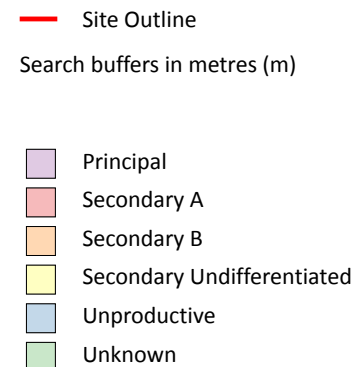 Site Outline
Search buffers in metres (m)
Principal
Secondary A
Secondary B
Secondary Undifferentiated
Unproductive
Unknown